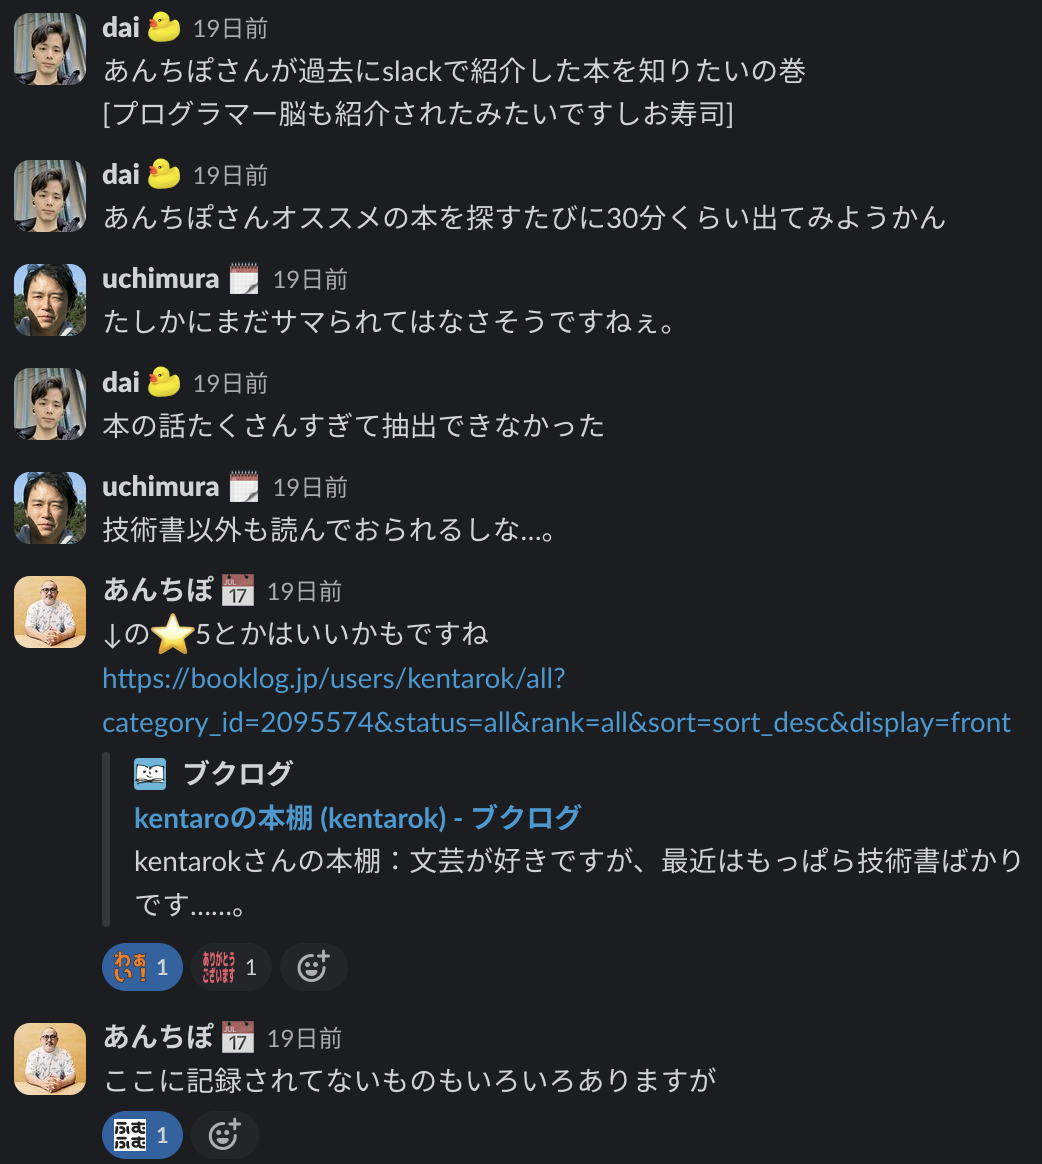 dai 19日前
あんちぽさんが過去にslackで紹介した本を知りたいの巻
[プログラマー脳も紹介されたみたいですしお寿司]
dai 19日前
あんちぽさんオススメの本を探すたびに30分くらい出てみようかん
uchimura 19日前
たしかにまだサマられてはなさそうですねぇ。
dai 19日前
本の話たくさんすぎて抽出できなかった
uchimura 19日前
技術書以外も読んでおられるしな…。
あんちぽ JUL 17 19日前
↓の⭐5とかはいいかもですね
https://booklog.jp/users/kentarok/all?
category_id=2095574&status=all&rank=all&sort=sort_desc&display=front
ブクログ
kentaroの本棚 (kentarok) - ブクログ
kentarokさんの本棚：文芸が好きですが、最近はもっぱら技術書ばかり
です……。
わぁい！ 1 ありがとうございます 1
あんちぽ JUL 17 19日前
ここに記録されてないものもいろいろありますが
ふむふむ 1